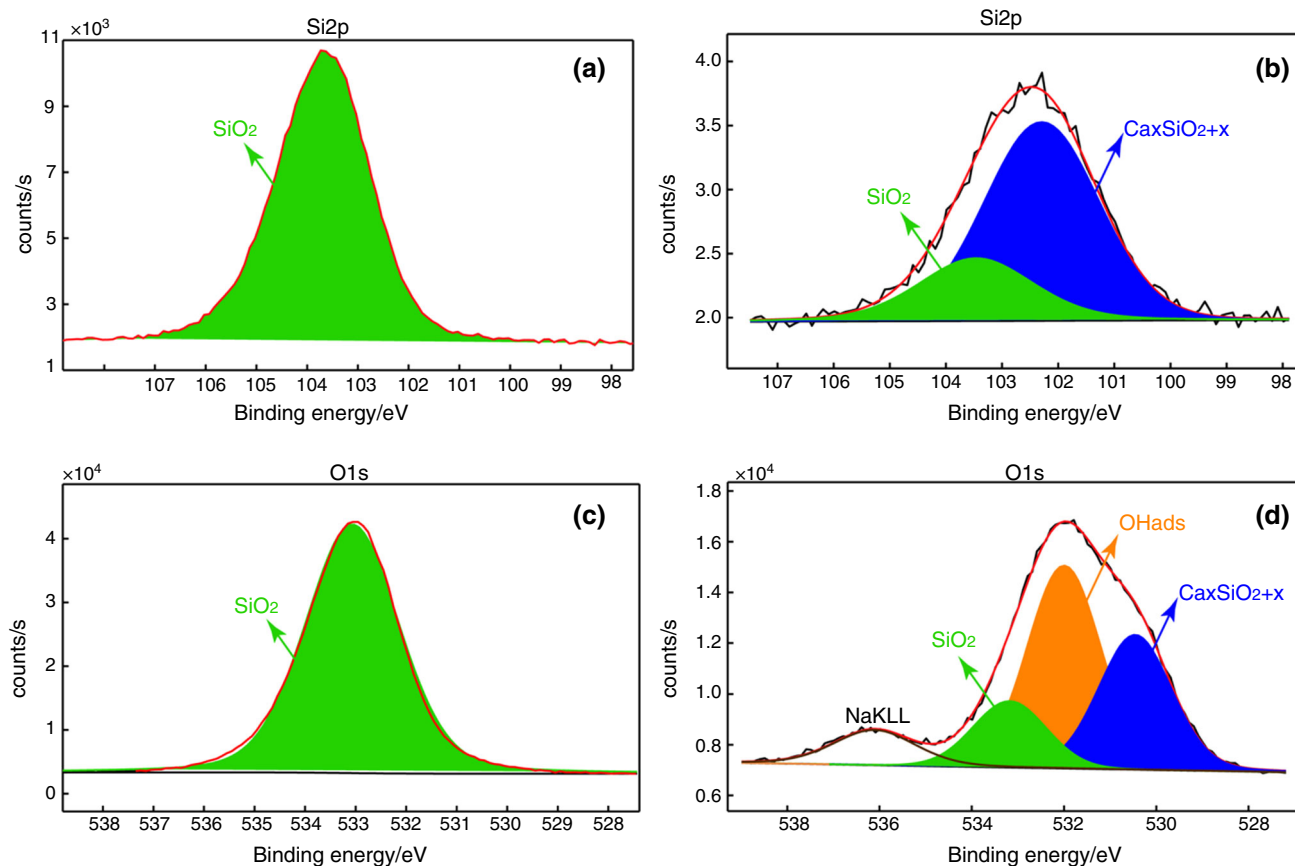 Si2p
×10³
(a)
SiO₂
11
9
7
5
3
1
counts/s
107 106 105 104 103 102 101 100 99 98
Binding energy/eV
Si2p
(b)
CaxSiO₂+x
SiO₂
4.0
3.5
3.0
2.5
2.0
counts/s
107 106 105 104 103 102 101 100 99 98
Binding energy/eV
O1s
×10⁴
(c)
SiO₂
4
3
2
1
0
counts/s
538 537 536 535 534 533 532 531 530 529 528
Binding energy/eV
O1s
×10⁴
(d)
OHads
CaxSiO₂+x
SiO₂
NaKLL
1.8
1.6
1.4
1.2
1.0
0.8
0.6
counts/s
538 536 534 532 530 528
Binding energy/eV